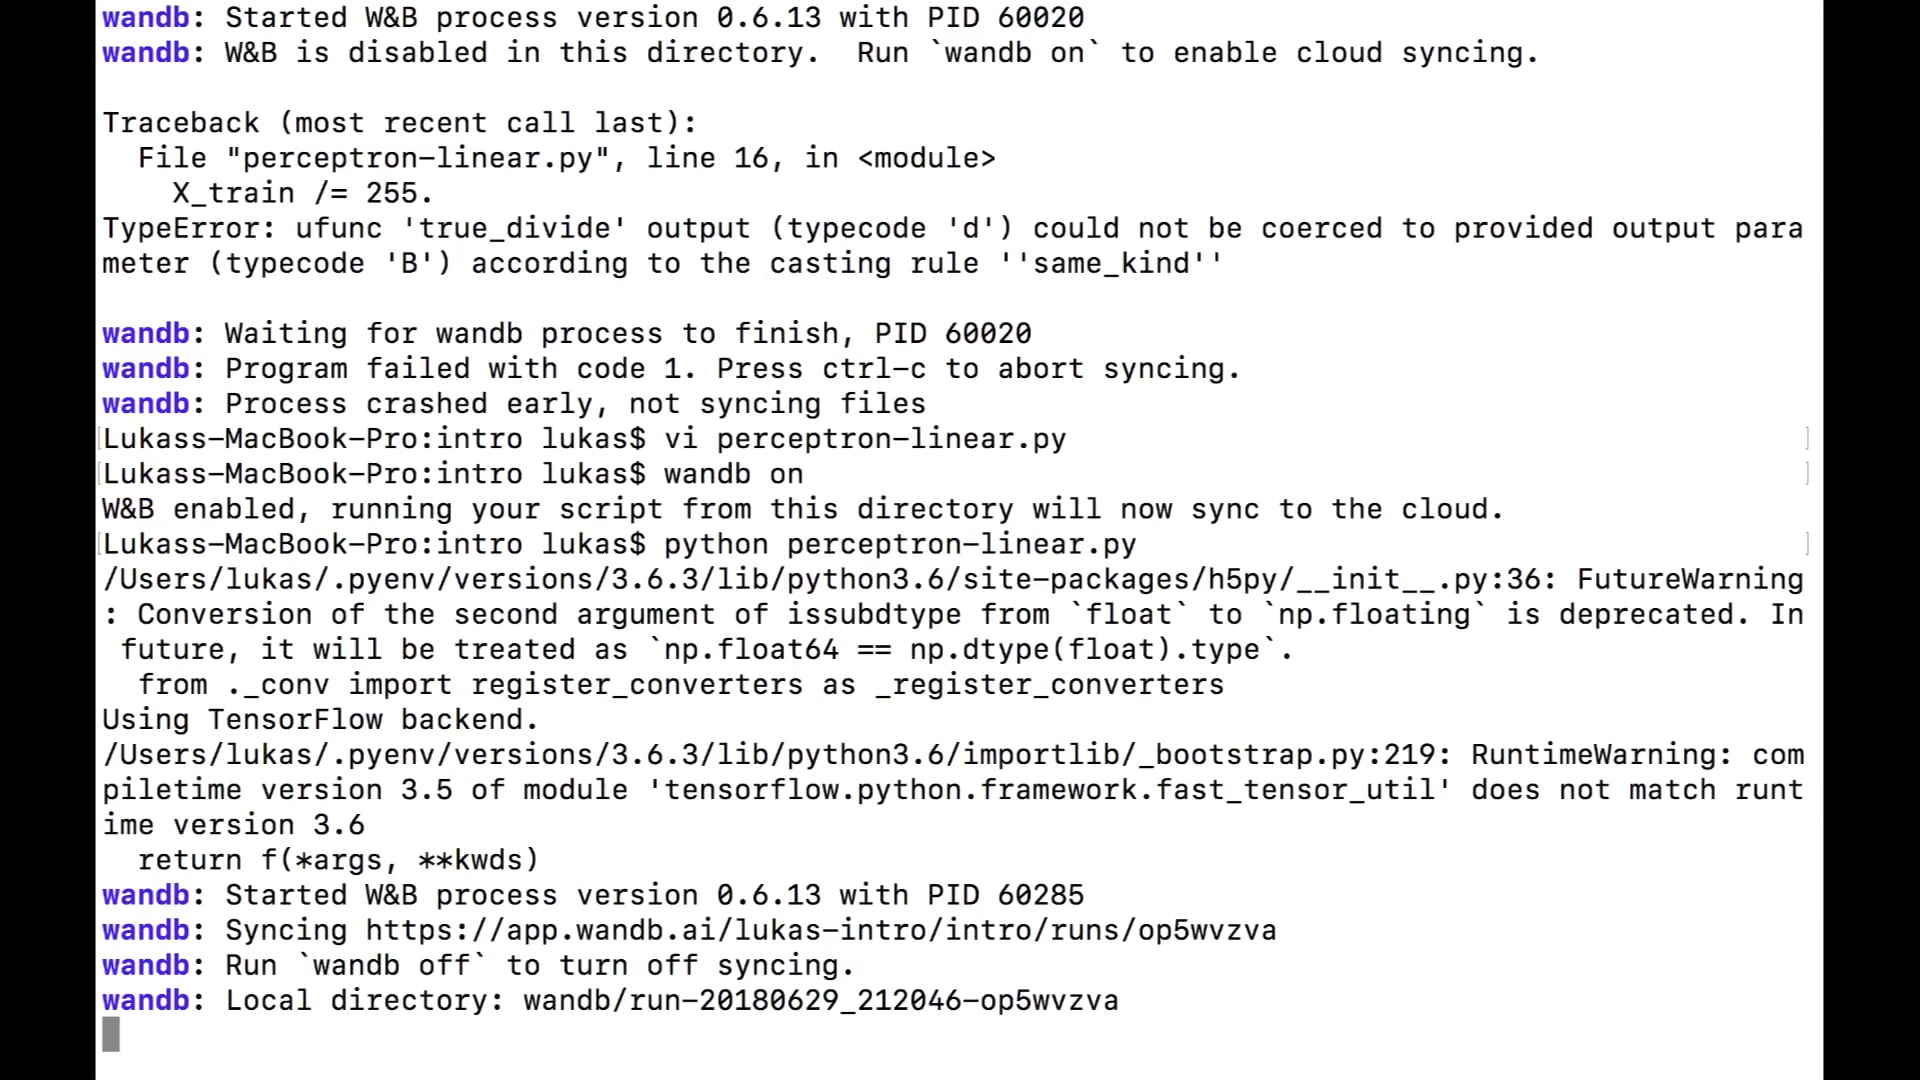 wandb: Started W&B process version 0.6.13 with PID 60020
wandb: W&B is disabled in this directory.  Run `wandb on` to enable cloud syncing.
Traceback (most recent call last):
  File "perceptron-linear.py", line 16, in <module>
    X_train /= 255.
TypeError: ufunc 'true_divide' output (typecode 'd') could not be coerced to provided output para
meter (typecode 'B') according to the casting rule ''same_kind''
wandb: Waiting for wandb process to finish, PID 60020
wandb: Program failed with code 1. Press ctrl-c to abort syncing.
wandb: Process crashed early, not syncing files
[Lukass-MacBook-Pro:intro lukas$ vi perceptron-linear.py ]
[Lukass-MacBook-Pro:intro lukas$ wandb on ]
W&B enabled, running your script from this directory will now sync to the cloud.
[Lukass-MacBook-Pro:intro lukas$ python perceptron-linear.py ]
/Users/lukas/.pyenv/versions/3.6.3/lib/python3.6/site-packages/h5py/__init__.py:36: FutureWarning
: Conversion of the second argument of issubdtype from `float` to `np.floating` is deprecated. In
 future, it will be treated as `np.float64 == np.dtype(float).type`.
  from ._conv import register_converters as _register_converters
Using TensorFlow backend.
/Users/lukas/.pyenv/versions/3.6.3/lib/python3.6/importlib/_bootstrap.py:219: RuntimeWarning: com
piletime version 3.5 of module 'tensorflow.python.framework.fast_tensor_util' does not match runt
ime version 3.6
  return f(*args, **kwds)
wandb: Started W&B process version 0.6.13 with PID 60285
wandb: Syncing https://app.wandb.ai/lukas-intro/intro/runs/op5wvzva
wandb: Run `wandb off` to turn off syncing.
wandb: Local directory: wandb/run-20180629_212046-op5wvzva